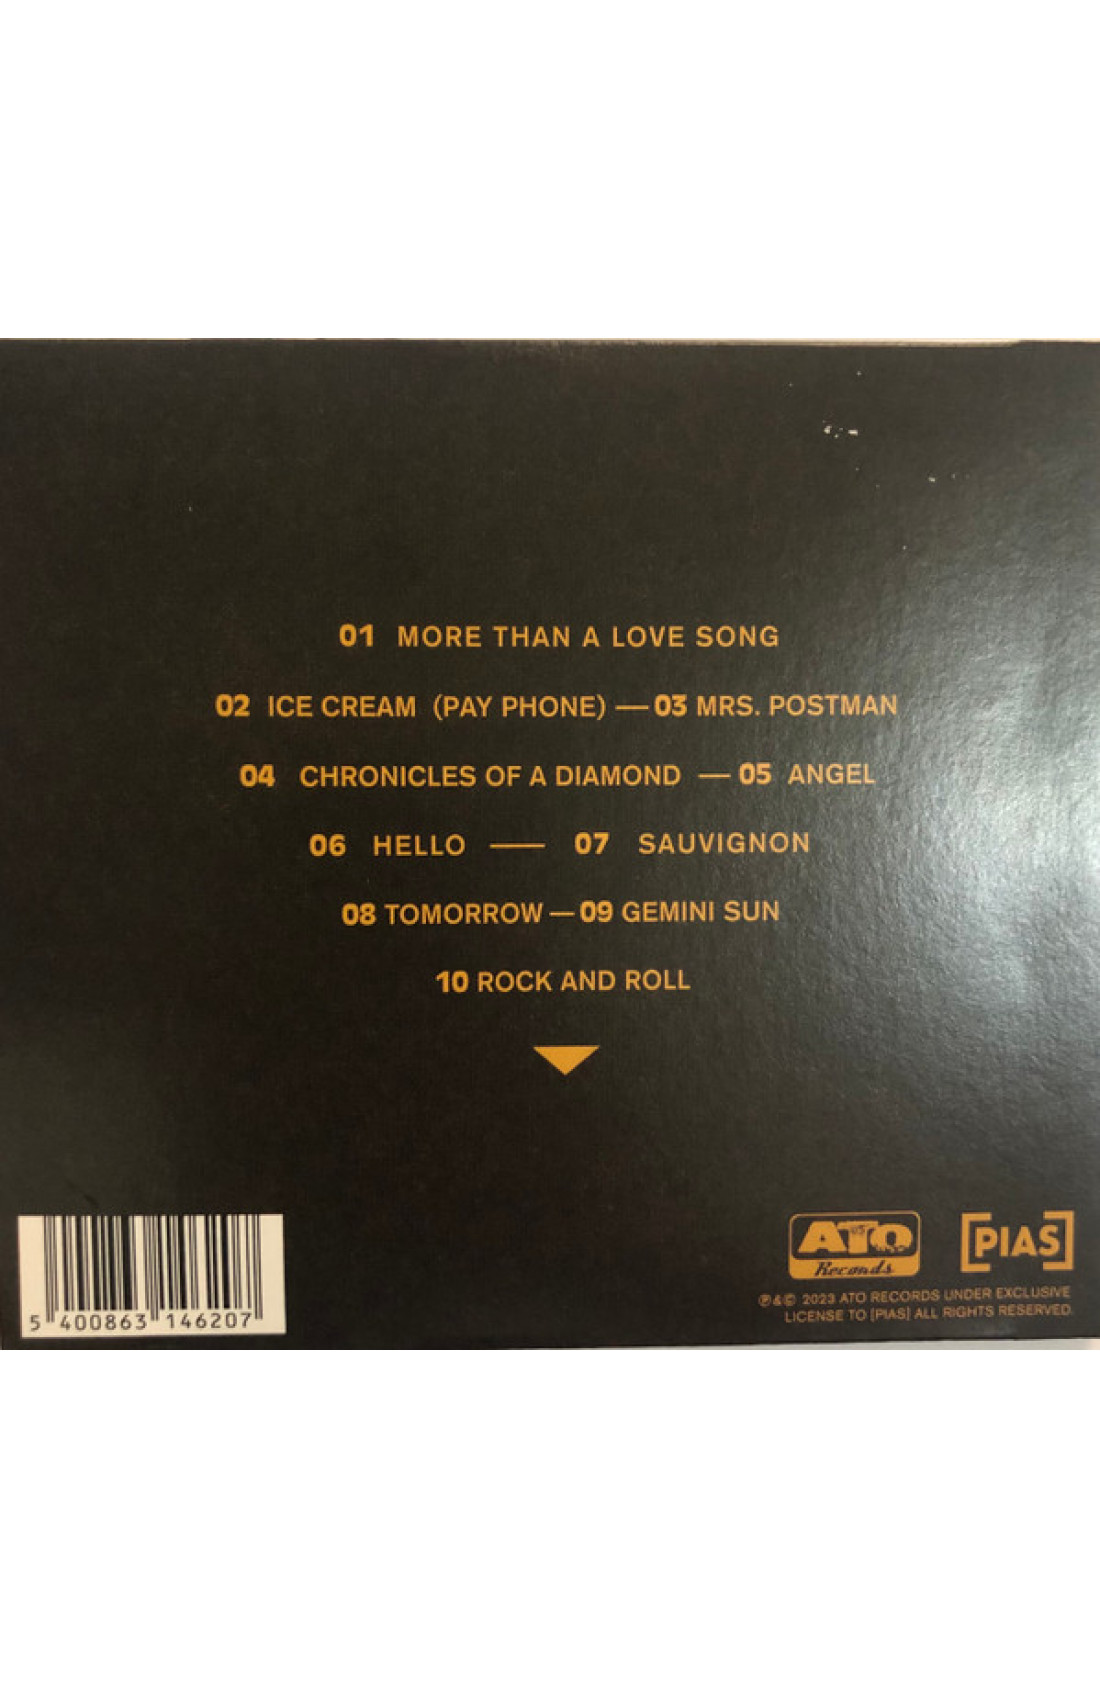 01 MORE THAN A LOVE SONG
02 ICE CREAM (PAY PHONE) — 03 MRS. POSTMAN
04 CHRONICLES OF A DIAMOND — 05 ANGEL
06 HELLO — 07 SAUVIGNON
08 TOMORROW — 09 GEMINI SUN
10 ROCK AND ROLL
5 400863 146207
ATO
Records
[PIAS]
℗&© 2023 ATO RECORDS UNDER EXCLUSIVE
LICENSE TO [PIAS] ALL RIGHTS RESERVED.